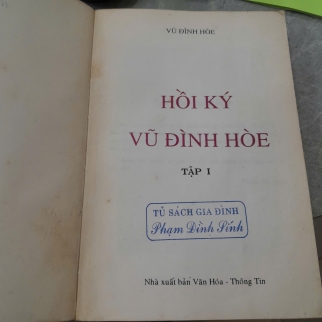 VŨ ĐÌNH HÒE
HỒI KÝ
VŨ ĐÌNH HÒE
TẬP I
TỦ SÁCH GIA ĐÌNH
Phạm Đình Sính
Nhà xuất bản Văn Hóa - Thông Tin